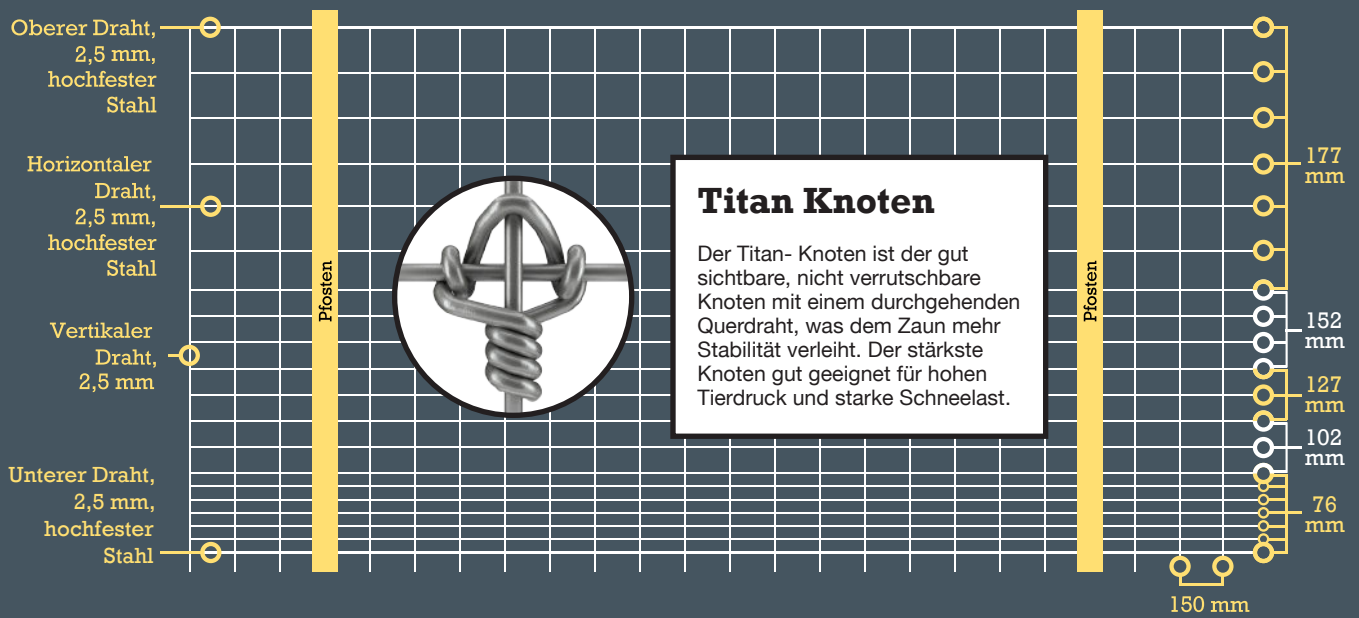 Oberer Draht,
2,5 mm,
hochfester
Stahl
Horizontaler
Draht,
2,5 mm,
hochfester
Stahl
Vertikaler
Draht,
2,5 mm
Unterer Draht,
2,5 mm,
hochfester
Stahl
Pfosten
Titan Knoten
Der Titan- Knoten ist der gut
sichtbare, nicht verrutschbare
Knoten mit einem durchgehenden
Querdraht, was dem Zaun mehr
Stabilität verleiht. Der stärkste
Knoten gut geeignet für hohen
Tierdruck und starke Schneelast.
Pfosten
177
mm
152
mm
127
mm
102
mm
76
mm
150 mm